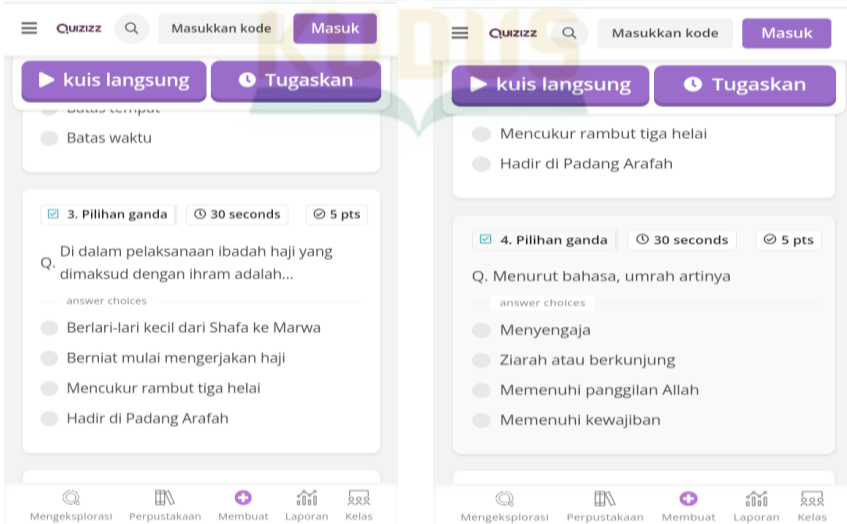 Quizizz
Masukkan kode
Masuk
kuis langsung
Tugaskan
Batas tempat
Batas waktu
3. Pilihan ganda
30 seconds
5 pts
Q. Di dalam pelaksanaan ibadah haji yang
dimaksud dengan ihram adalah...
answer choices
Berlari-lari kecil dari Shafa ke Marwa
Berniat mulai mengerjakan haji
Mencukur rambut tiga helai
Hadir di Padang Arafah
Mengeksplorasi
Perpustakaan
Membuat
Laporan
Kelas
Quizizz
Masukkan kode
Masuk
kuis langsung
Tugaskan
Mencukur rambut tiga helai
Hadir di Padang Arafah
4. Pilihan ganda
30 seconds
5 pts
Q. Menurut bahasa, umrah artinya
answer choices
Menyengaja
Ziarah atau berkunjung
Memenuhi panggilan Allah
Memenuhi kewajiban
Mengeksplorasi
Perpustakaan
Membuat
Laporan
Kelas
KUDUS